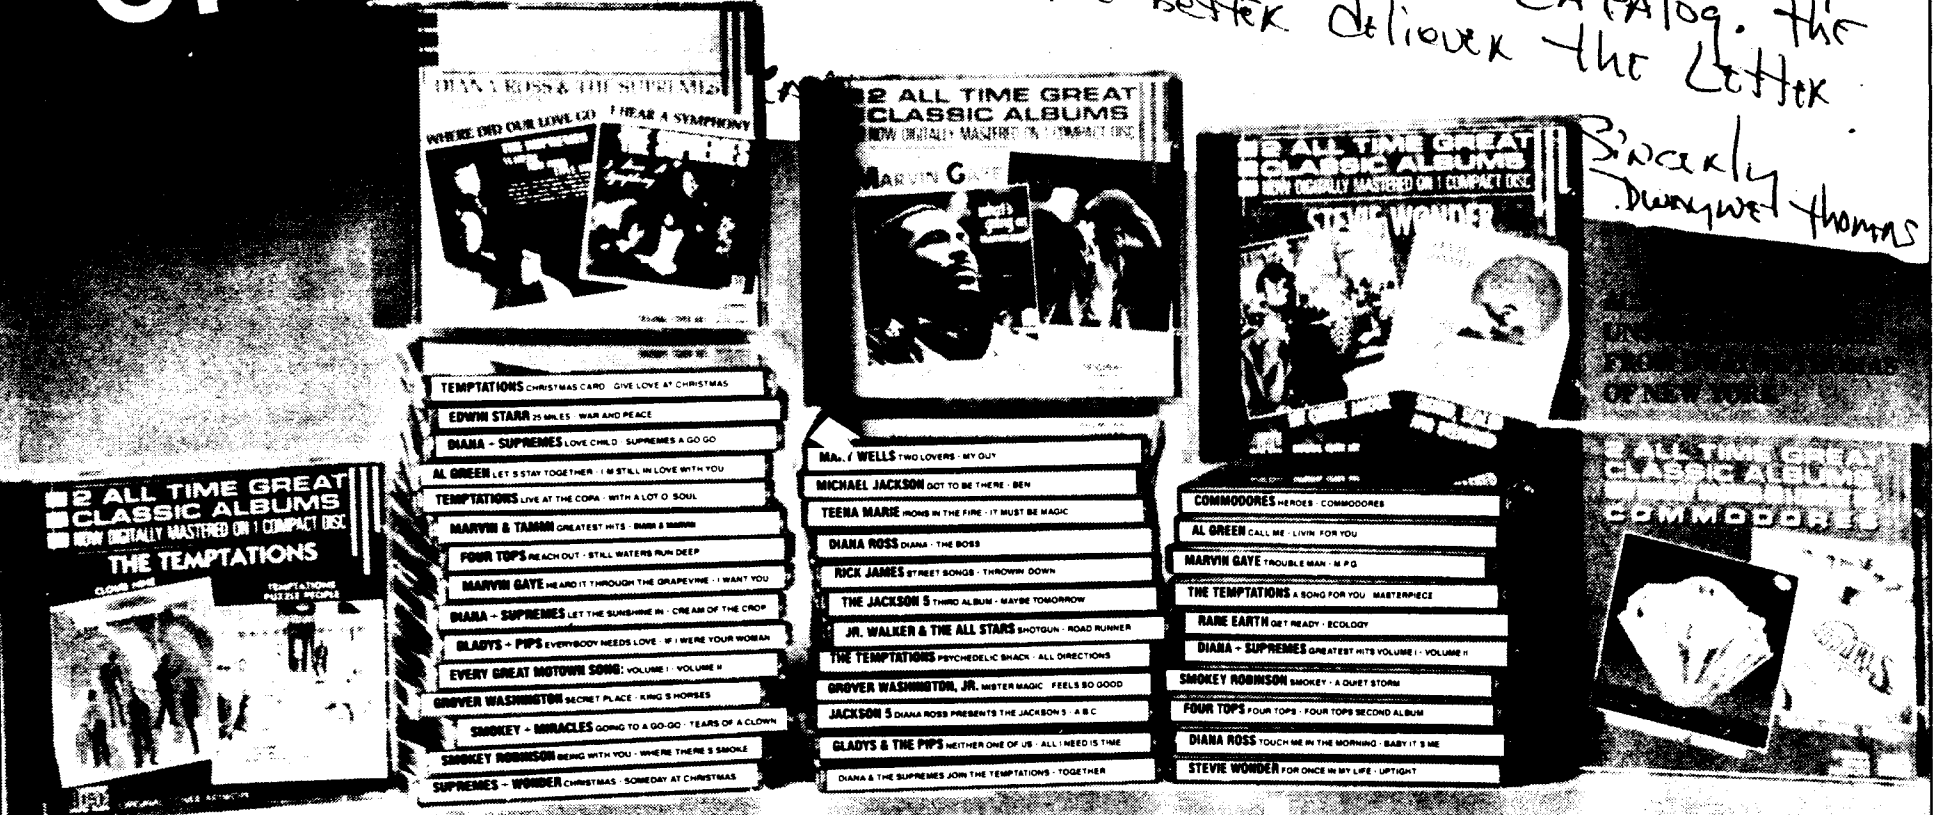 CATALOG. THE
BETTER deliver the Letter
Sincerly
thomas
DIANA ROSS & THE SUPREMES
WHERE DID OUR LOVE GO I HEAR A SYMPHONY
2 ALL TIME GREAT
CLASSIC ALBUMS
NOW DIGITALLY MASTERED ON 1 COMPACT DISC
MARVIN GAYE
what's
going on
2 ALL TIME GREAT
CLASSIC ALBUMS
NOW DIGITALLY MASTERED ON 1 COMPACT DISC
STEVIE WONDER
OF NEW YORK
2 ALL TIME GREAT
CLASSIC ALBUMS
NOW DIGITALLY MASTERED ON 1 COMPACT DISC
THE TEMPTATIONS
CLOUD NINE
TEMPTATIONS
PUZZLE PEOPLE
TEMPTATIONS CHRISTMAS CARD · GIVE LOVE AT CHRISTMAS
EDWIN STARR 25 MILES · WAR AND PEACE
DIANA + SUPREMES LOVE CHILD · SUPREMES A GO GO
AL GREEN LET S STAY TOGETHER · I M STILL IN LOVE WITH YOU
TEMPTATIONS LIVE AT THE COPA · WITH A LOT O SOUL
MARVIN & TAMMI GREATEST HITS · DIANA & MARVIN
FOUR TOPS REACH OUT · STILL WATERS RUN DEEP
MARVIN GAYE HEARD IT THROUGH THE GRAPEVINE · I WANT YOU
DIANA + SUPREMES LET THE SUNSHINE IN · CREAM OF THE CROP
GLADYS + PIPS EVERYBODY NEEDS LOVE · IF I WERE YOUR WOMAN
EVERY GREAT MOTOWN SONG: VOLUME I · VOLUME II
GROVER WASHINGTON SECRET PLACE · KING S HORSES
SMOKEY + MIRACLES GOING TO A GO-GO · TEARS OF A CLOWN
SMOKEY ROBINSON BEING WITH YOU · WHERE THERE S SMOKE
SUPREMES + WONDER CHRISTMAS · SOMEDAY AT CHRISTMAS
MARY WELLS TWO LOVERS · MY GUY
MICHAEL JACKSON GOT TO BE THERE · BEN
TEENA MARIE IRONS IN THE FIRE · IT MUST BE MAGIC
DIANA ROSS DIANA · THE BOSS
RICK JAMES STREET SONGS · THROWIN DOWN
THE JACKSON 5 THIRD ALBUM · MAYBE TOMORROW
JR. WALKER & THE ALL STARS SHOTGUN · ROAD RUNNER
THE TEMPTATIONS PSYCHEDELIC SHACK · ALL DIRECTIONS
GROVER WASHINGTON, JR. MISTER MAGIC · FEELS SO GOOD
JACKSON 5 DIANA ROSS PRESENTS THE JACKSON 5 · A B C
GLADYS & THE PIPS NEITHER ONE OF US · ALL I NEED IS TIME
DIANA & THE SUPREMES JOIN THE TEMPTATIONS · TOGETHER
COMMODORES HEROES · COMMODORES
AL GREEN CALL ME · LIVIN FOR YOU
MARVIN GAYE TROUBLE MAN · M P G
THE TEMPTATIONS A SONG FOR YOU · MASTERPIECE
RARE EARTH GET READY · ECOLOGY
DIANA + SUPREMES GREATEST HITS VOLUME I · VOLUME II
SMOKEY ROBINSON SMOKEY · A QUIET STORM
FOUR TOPS FOUR TOPS · FOUR TOPS SECOND ALBUM
DIANA ROSS TOUCH ME IN THE MORNING · BABY IT S ME
STEVIE WONDER FOR ONCE IN MY LIFE · UPTIGHT
2 ALL TIME GREAT
CLASSIC ALBUMS
COMMODORES